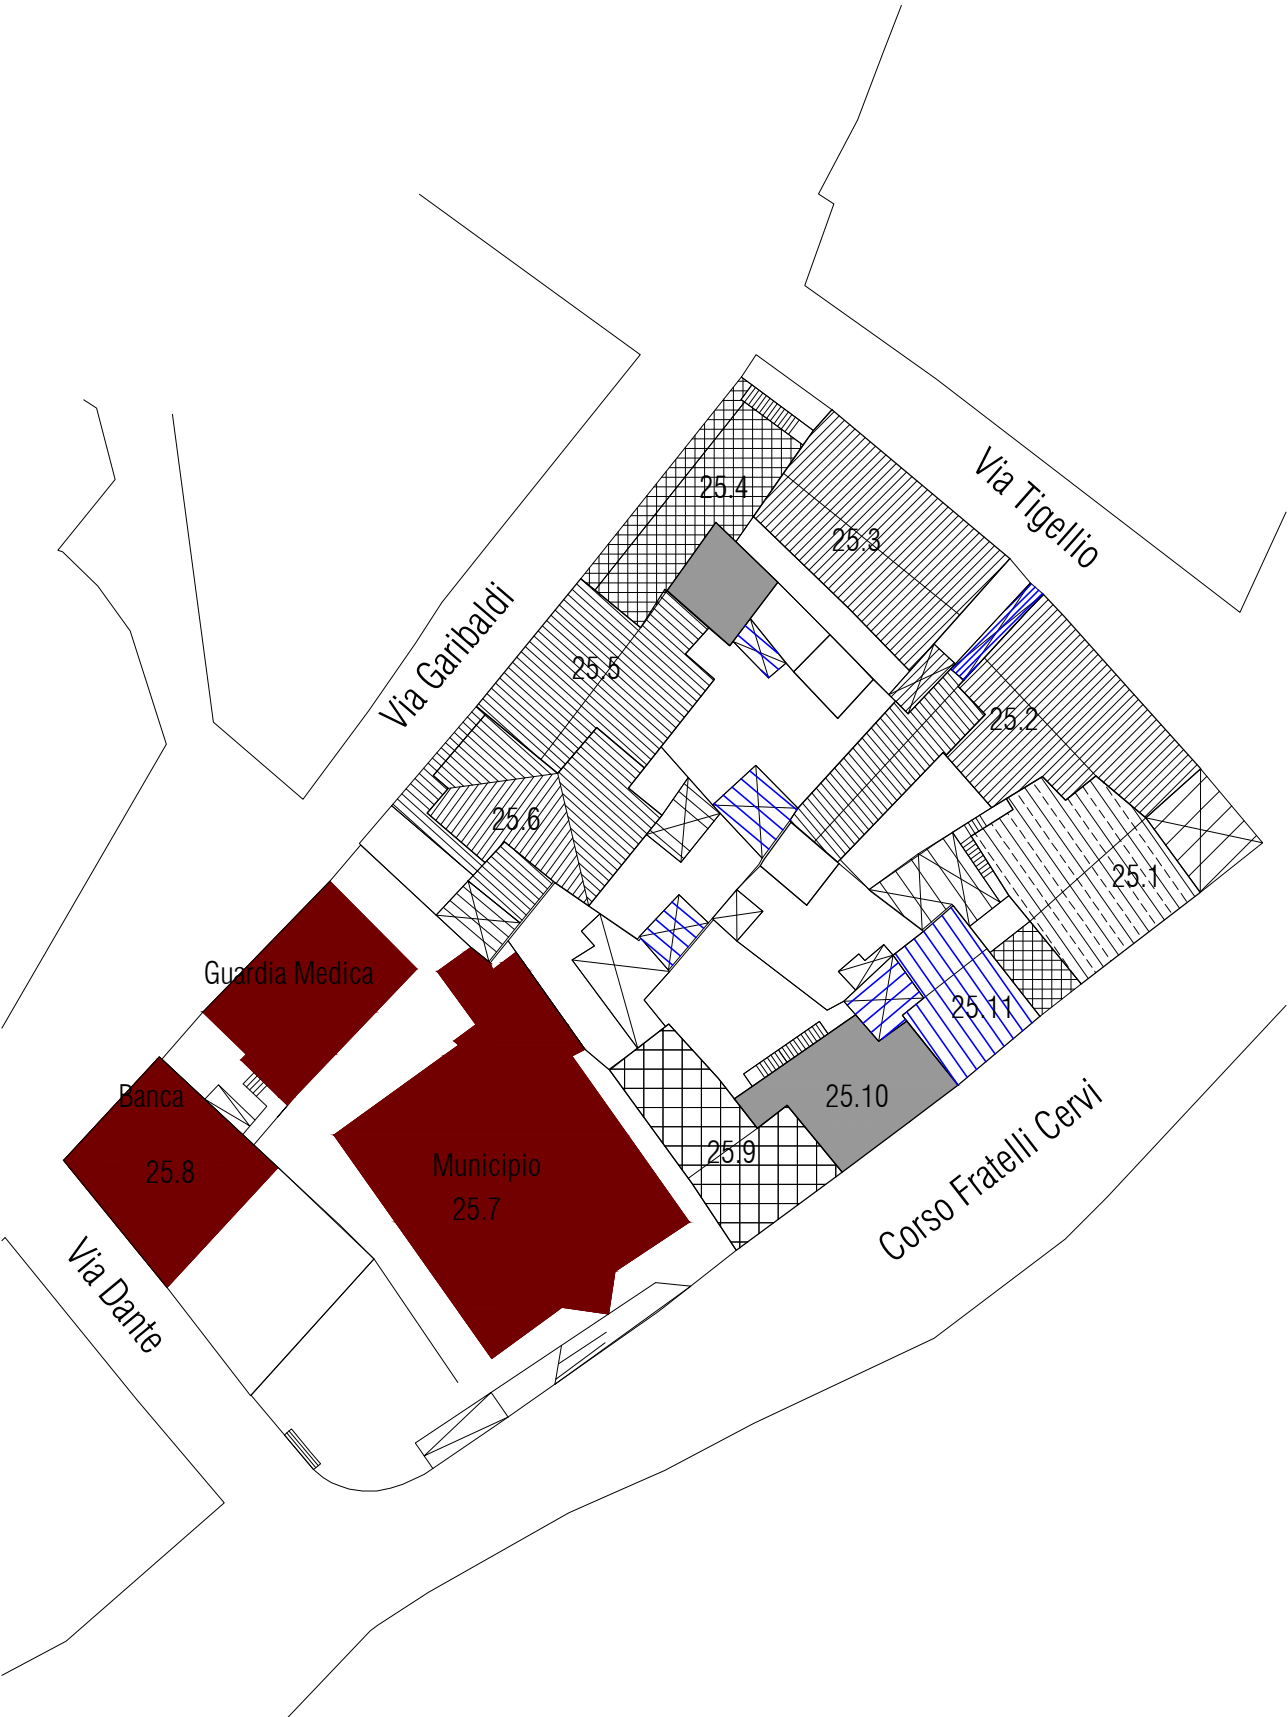 Via Tigellio
25.4
25.3
Via Garibaldi
25.5
25.2
25.6
25.1
Guardia Medica
25.11
Banca
25.10
25.9
Municipio
25.8
25.7
Corso Fratelli Cervi
Via Dante